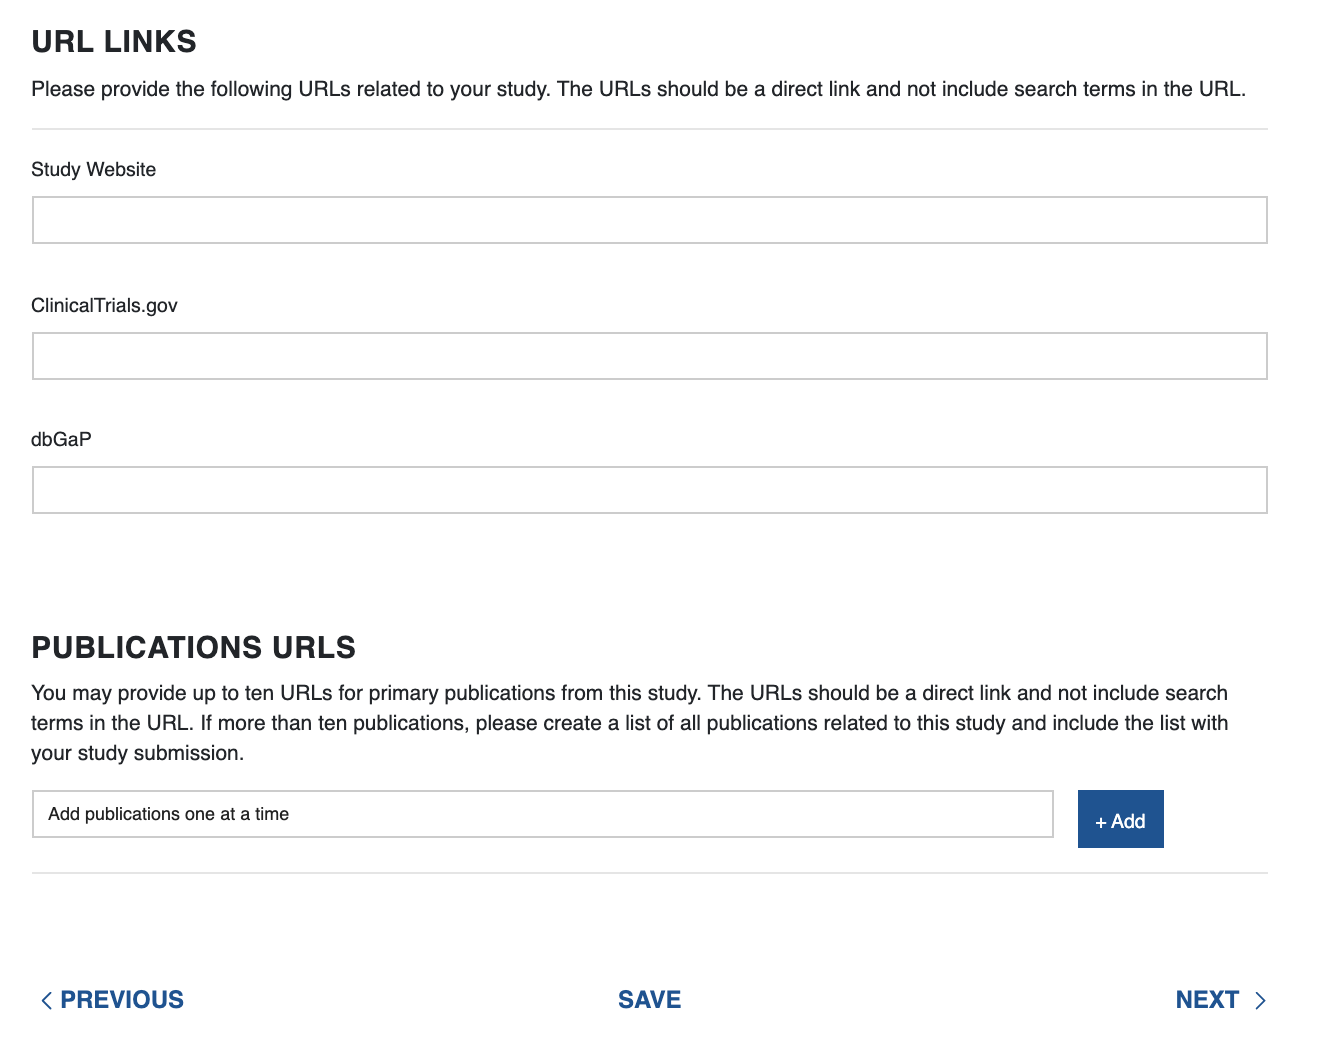 URL LINKS
Please provide the following URLs related to your study. The URLs should be a direct link and not include search terms in the URL.
Study Website
ClinicalTrials.gov
dbGaP
PUBLICATIONS URLS
You may provide up to ten URLs for primary publications from this study. The URLs should be a direct link and not include search
terms in the URL. If more than ten publications, please create a list of all publications related to this study and include the list with
your study submission.
Add publications one at a time
+ Add
PREVIOUS
SAVE
NEXT